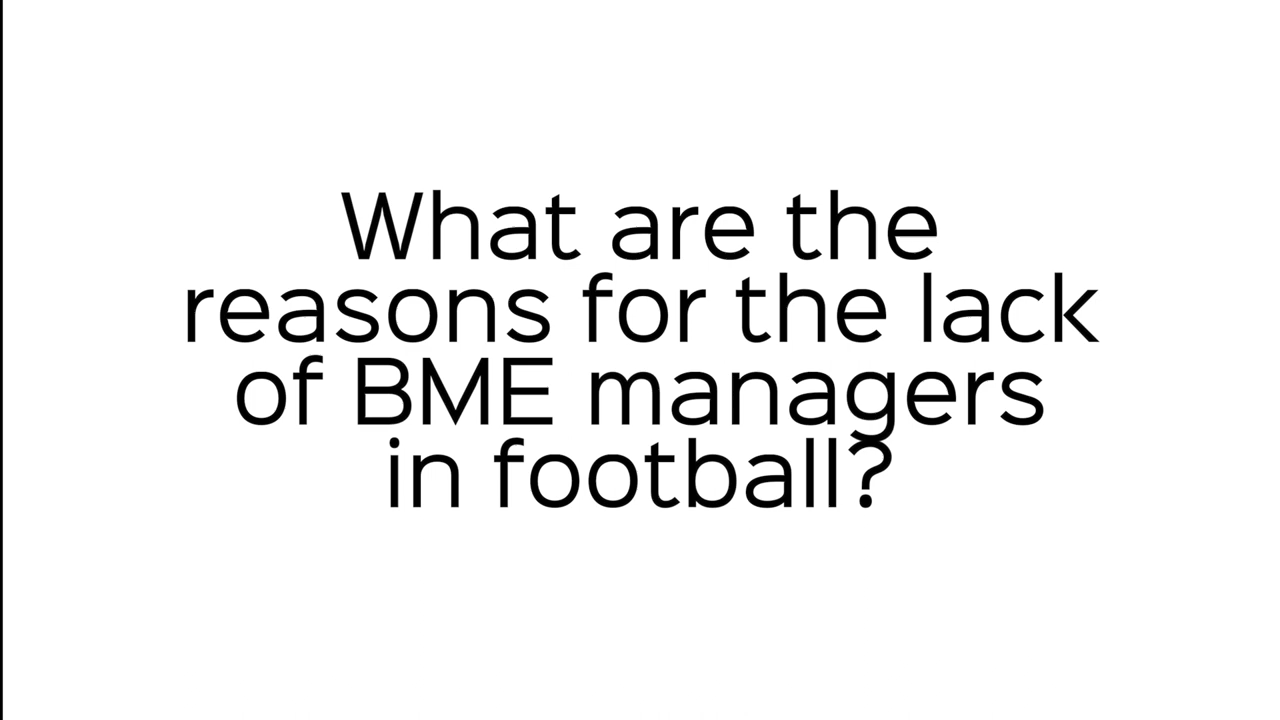 What are the
reasons for the lack
of BME managers
in football?